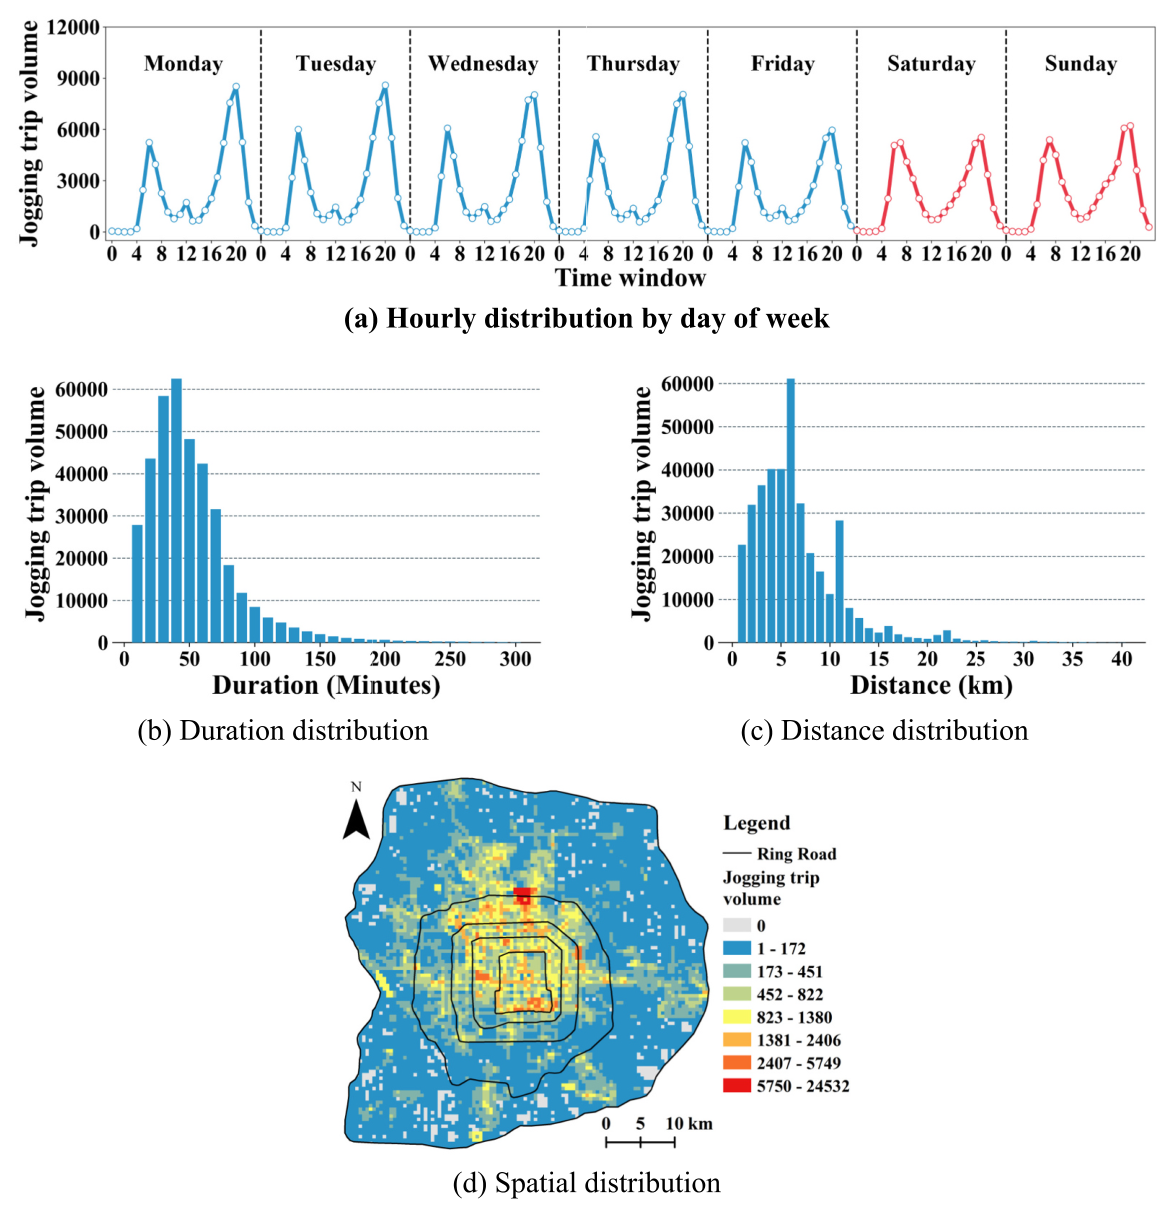 Jogging trip volume
12000
9000
6000
3000
0
Monday Tuesday Wednesday Thursday Friday Saturday Sunday
0 4 8 12 16 20 0 4 8 12 16 20 0 4 8 12 16 20 0 4 8 12 16 20 0 4 8 12 16 20 0 4 8 12 16 20 0 4 8 12 16 20
Time window
(a) Hourly distribution by day of week
Jogging trip volume
60000
50000
40000
30000
20000
10000
0
0 50 100 150 200 250 300
Duration (Minutes)
(b) Duration distribution
Jogging trip volume
60000
50000
40000
30000
20000
10000
0
0 5 10 15 20 25 30 35 40
Distance (km)
(c) Distance distribution
N
Legend
Ring Road
Jogging trip
volume
0
1 - 172
173 - 451
452 - 822
823 - 1380
1381 - 2406
2407 - 5749
5750 - 24532
0 5 10 km
(d) Spatial distribution